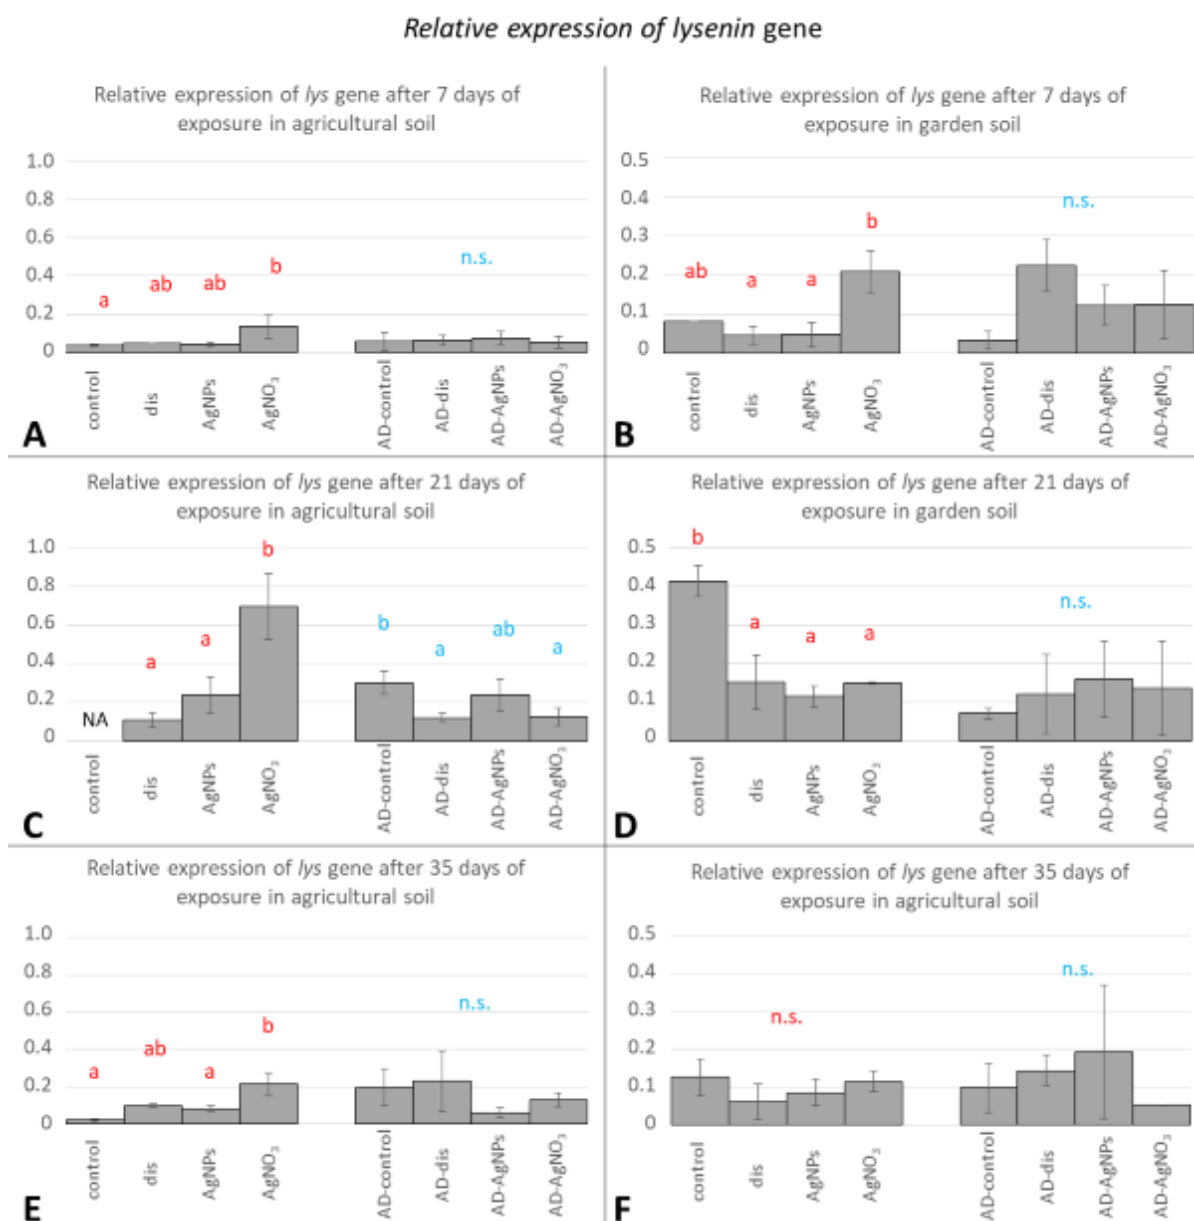 Relative expression of lysenin gene
Relative expression of lys gene after 7 days of
exposure in agricultural soil
1.0
0.8
0.6
0.4
0.2
0
a
ab
ab
b
n.s.
control
dis
AgNPs
AgNO₃
AD-control
AD-dis
AD-AgNPs
AD-AgNO₃
A
Relative expression of lys gene after 7 days of
exposure in garden soil
0.5
0.4
0.3
0.2
0.1
0
ab
a
a
b
n.s.
control
dis
AgNPs
AgNO₃
AD-control
AD-dis
AD-AgNPs
AD-AgNO₃
B
Relative expression of lys gene after 21 days of
exposure in agricultural soil
1.0
0.8
0.6
0.4
0.2
0
NA
a
a
b
b
a
ab
a
control
dis
AgNPs
AgNO₃
AD-control
AD-dis
AD-AgNPs
AD-AgNO₃
C
Relative expression of lys gene after 21 days of
exposure in garden soil
0.5
0.4
0.3
0.2
0.1
0
b
a
a
a
n.s.
control
dis
AgNPs
AgNO₃
AD-control
AD-dis
AD-AgNPs
AD-AgNO₃
D
Relative expression of lys gene after 35 days of
exposure in agricultural soil
1.0
0.8
0.6
0.4
0.2
0
a
ab
a
b
n.s.
control
dis
AgNPs
AgNO₃
AD-control
AD-dis
AD-AgNPs
AD-AgNO₃
E
Relative expression of lys gene after 35 days of
exposure in agricultural soil
0.5
0.4
0.3
0.2
0.1
0
n.s.
n.s.
control
dis
AgNPs
AgNO₃
AD-control
AD-dis
AD-AgNPs
AD-AgNO₃
F